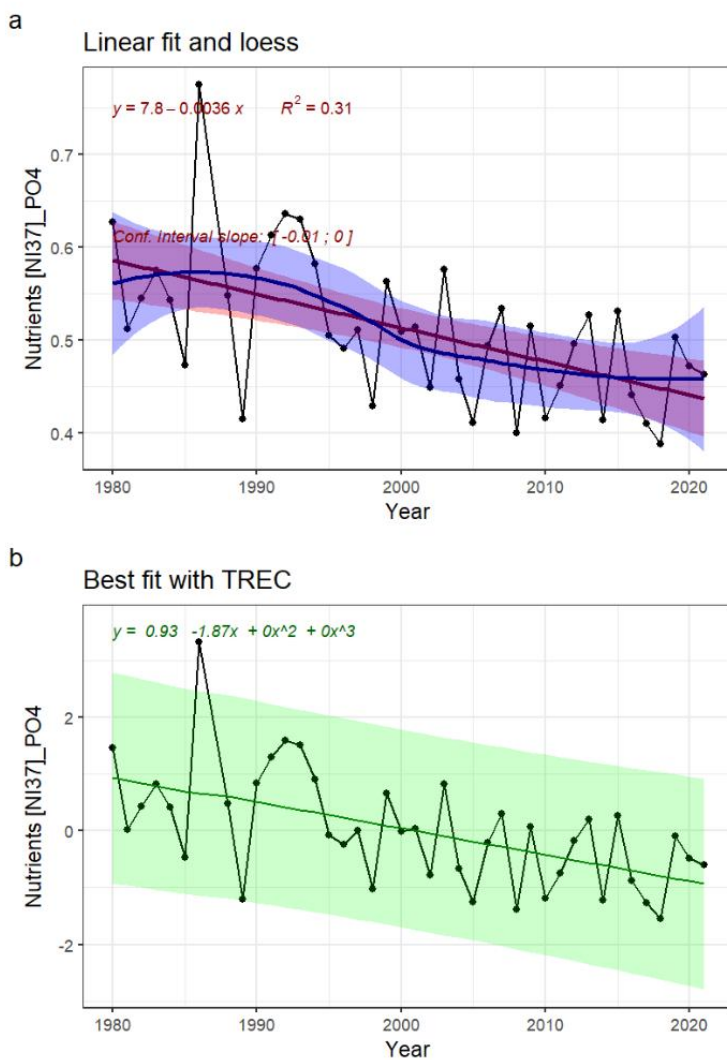 a
Linear fit and loess
y = 7.8 – 0.0036 x R² = 0.31
Conf. Interval slope: [ -0.01 ; 0 ]
Nutrients [NI37]_PO4
0.7
0.6
0.5
0.4
1980 1990 2000 2010 2020
Year
b
Best fit with TREC
y = 0.93 -1.87x + 0x^2 + 0x^3
Nutrients [NI37]_PO4
2
0
-2
1980 1990 2000 2010 2020
Year